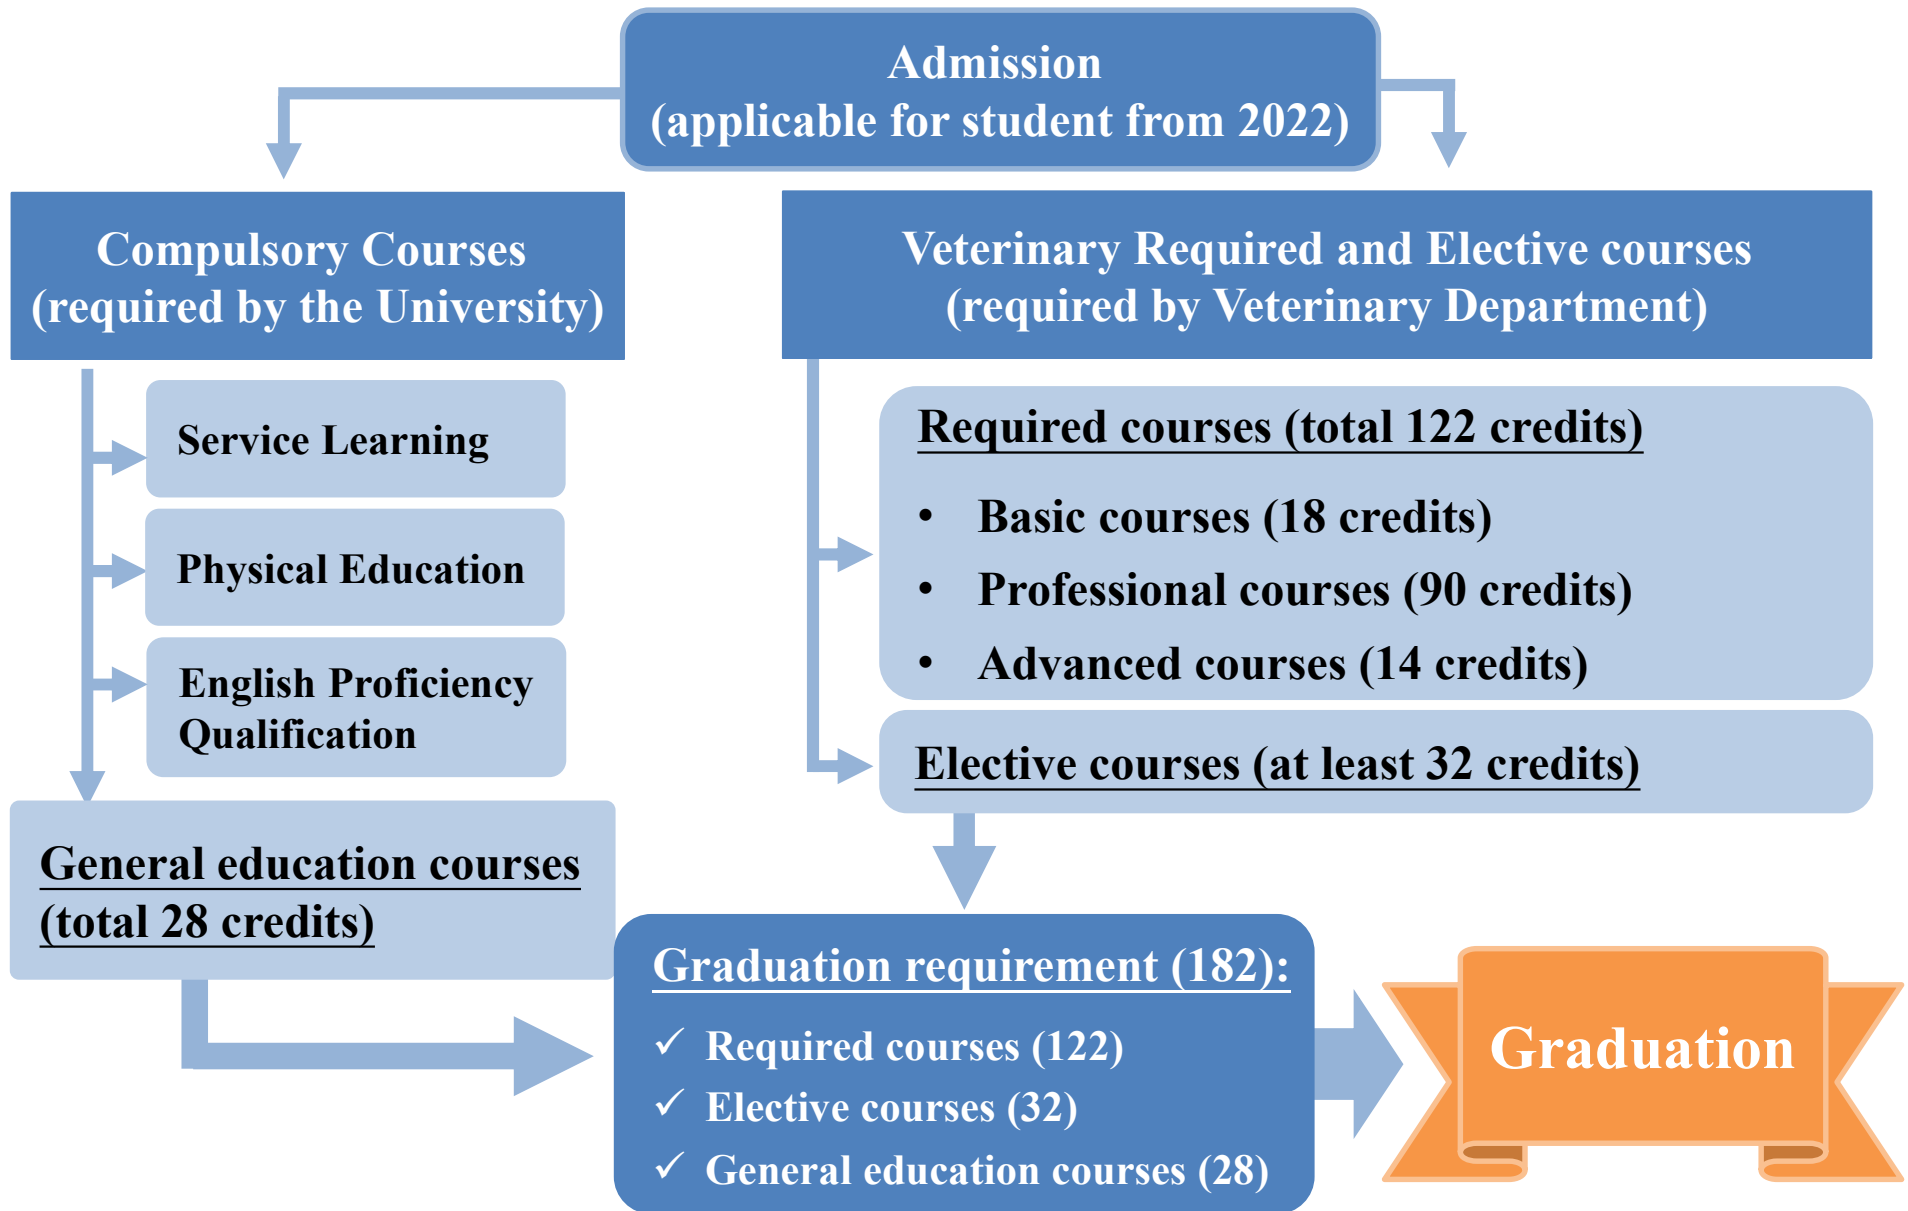 Admission
(applicable for student from 2022)
Compulsory Courses
(required by the University)
Service Learning
Physical Education
English Proficiency
Qualification
General education courses
(total 28 credits)
Veterinary Required and Elective courses
(required by Veterinary Department)
Required courses (total 122 credits)
• Basic courses (18 credits)
• Professional courses (90 credits)
• Advanced courses (14 credits)
Elective courses (at least 32 credits)
Graduation requirement (182):
✓ Required courses (122)
✓ Elective courses (32)
✓ General education courses (28)
Graduation